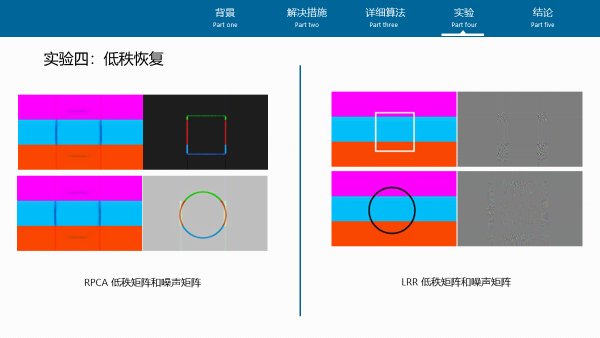 背景
Part one
解决措施
Part two
详细算法
Part three
实验
Part four
结论
Part five
实验四：低秩恢复
RPCA 低秩矩阵和噪声矩阵
LRR 低秩矩阵和噪声矩阵